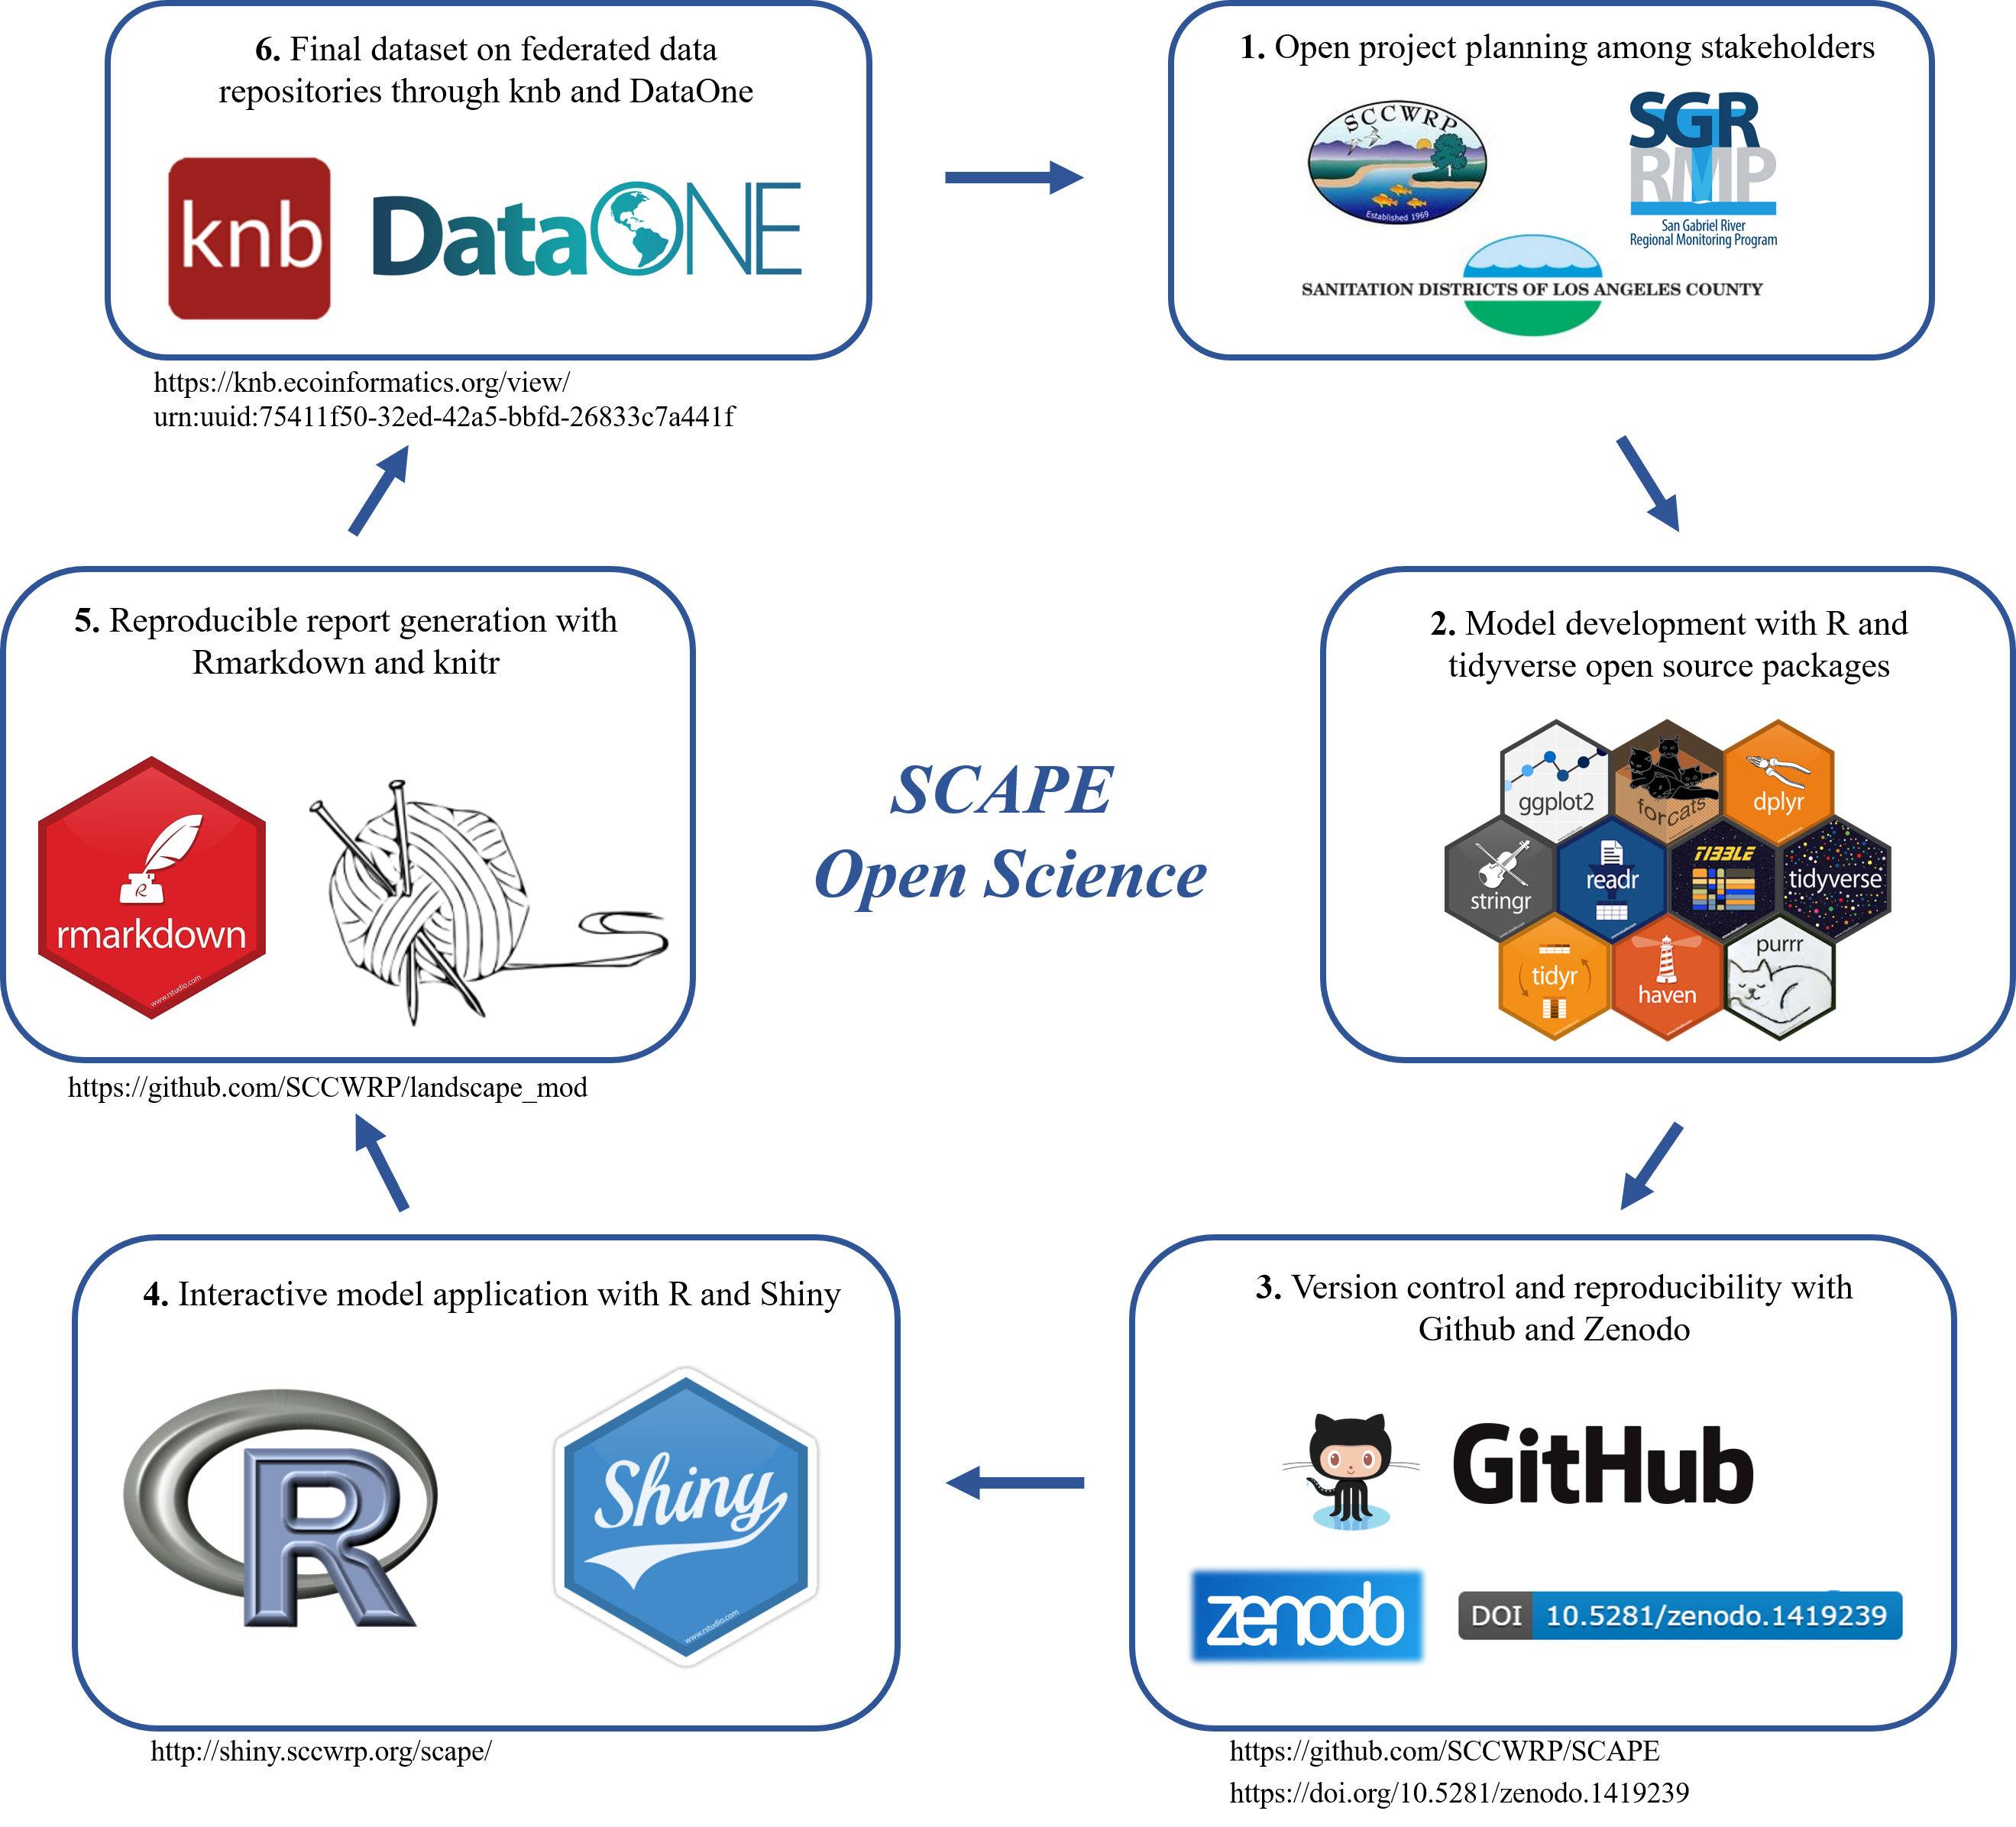 6. Final dataset on federated data
repositories through knb and DataOne
knb
DataONE
https://knb.ecoinformatics.org/view/
urn:uuid:75411f50-32ed-42a5-bbfd-26833c7a441f
1. Open project planning among stakeholders
SCCWRP
Established 1969
SGR
RMP
San Gabriel River
Regional Monitoring Program
SANITATION DISTRICTS OF LOS ANGELES COUNTY
5. Reproducible report generation with
Rmarkdown and knitr
rmarkdown
www.rstudio.com
https://github.com/SCCWRP/landscape_mod
SCAPE
Open Science
2. Model development with R and
tidyverse open source packages
ggplot2
forcats
dplyr
stringr
readr
TIBBLE
tidyverse
tidyr
haven
purrr
4. Interactive model application with R and Shiny
R
Shiny
www.rstudio.com
http://shiny.sccwrp.org/scape/
3. Version control and reproducibility with
Github and Zenodo
GitHub
zenodo
DOI 10.5281/zenodo.1419239
https://github.com/SCCWRP/SCAPE
https://doi.org/10.5281/zenodo.1419239